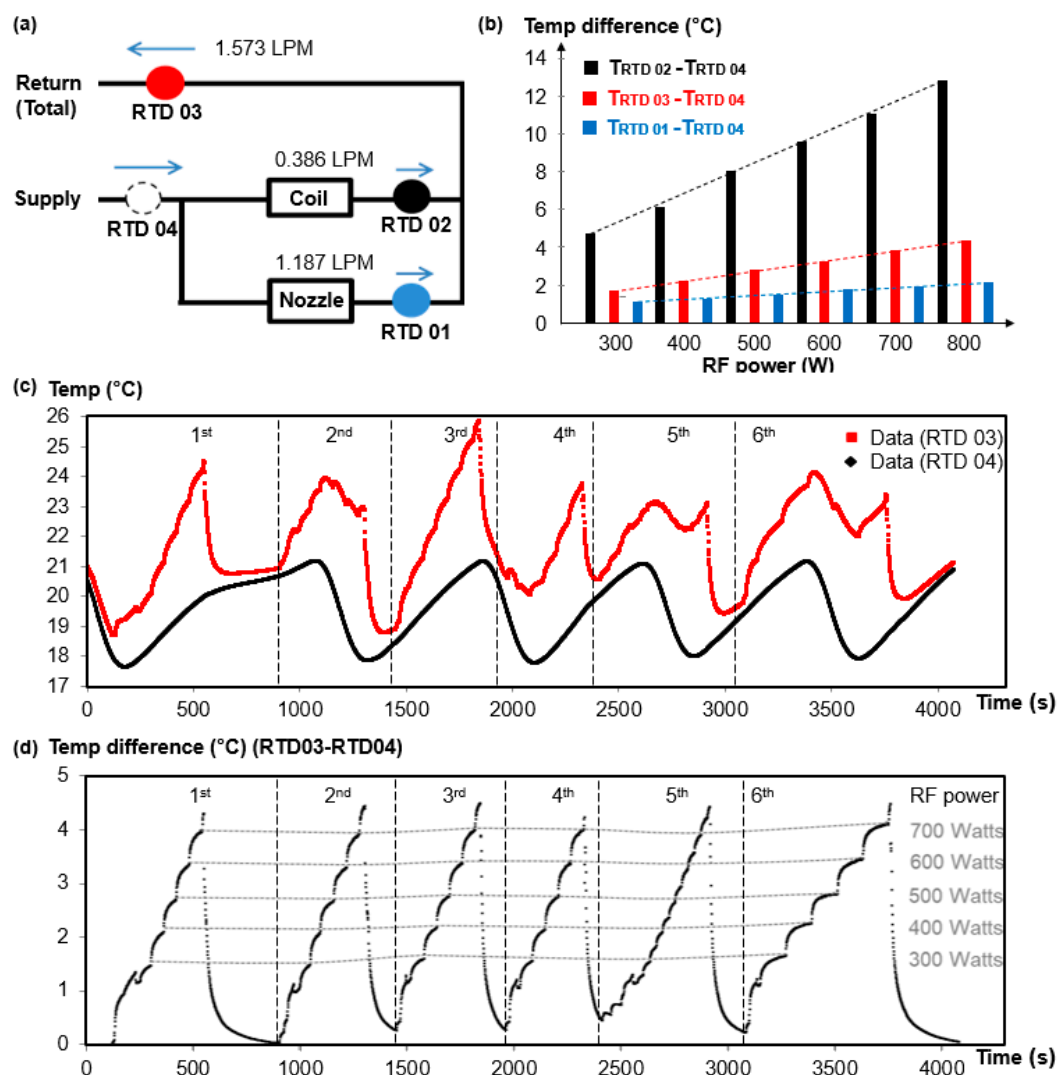 (a)
1.573 LPM
Return
(Total)
RTD 03
0.386 LPM
Supply
Coil
RTD 04
RTD 02
1.187 LPM
Nozzle
RTD 01
(b) Temp difference (°C)
14
12
10
8
6
4
2
0
TRTD 02 -TRTD 04
TRTD 03 -TRTD 04
TRTD 01 -TRTD 04
300 400 500 600 700 800
RF power (W)
(c) Temp (°C)
26
25
24
23
22
21
20
19
18
17
1st 2nd 3rd 4th 5th 6th
Data (RTD 03)
Data (RTD 04)
0 500 1000 1500 2000 2500 3000 3500 4000
Time (s)
(d) Temp difference (°C) (RTD03-RTD04)
5
4
3
2
1
0
1st 2nd 3rd 4th 5th 6th
RF power
700 Watts
600 Watts
500 Watts
400 Watts
300 Watts
0 500 1000 1500 2000 2500 3000 3500 4000
Time (s)